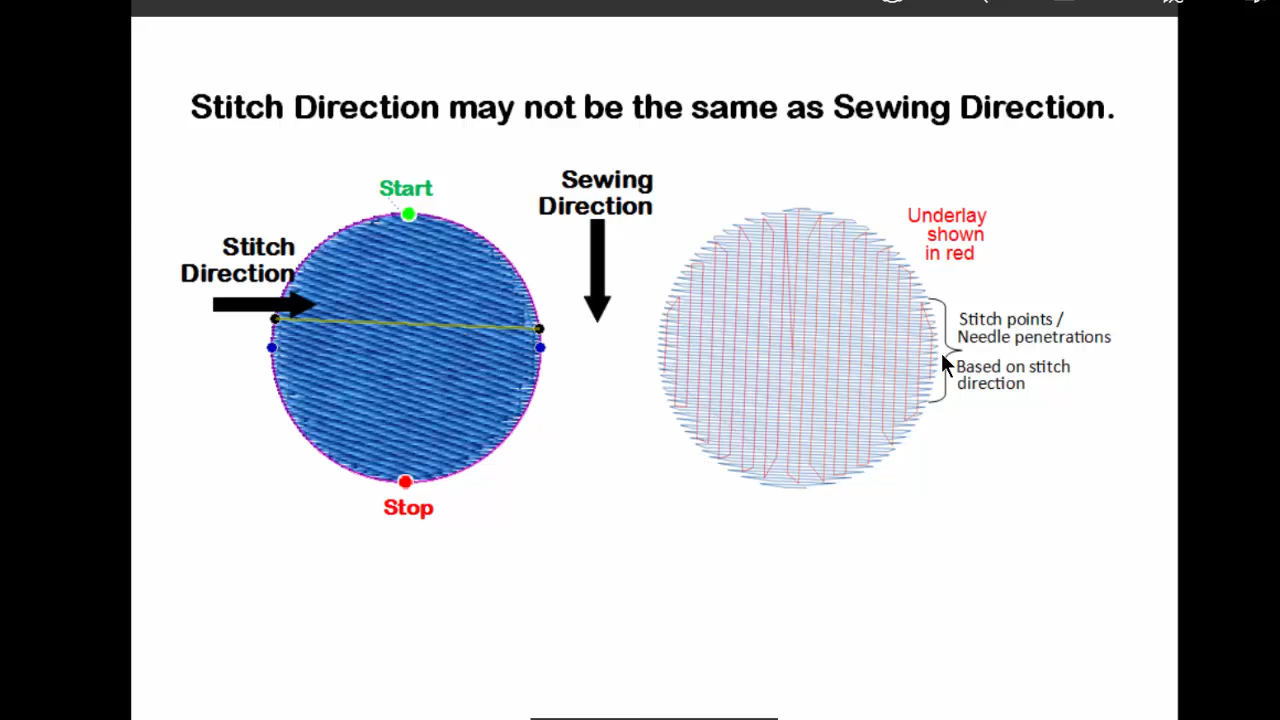 Stitch Direction may not be the same as Sewing Direction.
Start
Stitch
Direction
Sewing
Direction
Stop
Underlay
shown
in red
Stitch points /
Needle penetrations
Based on stitch
direction